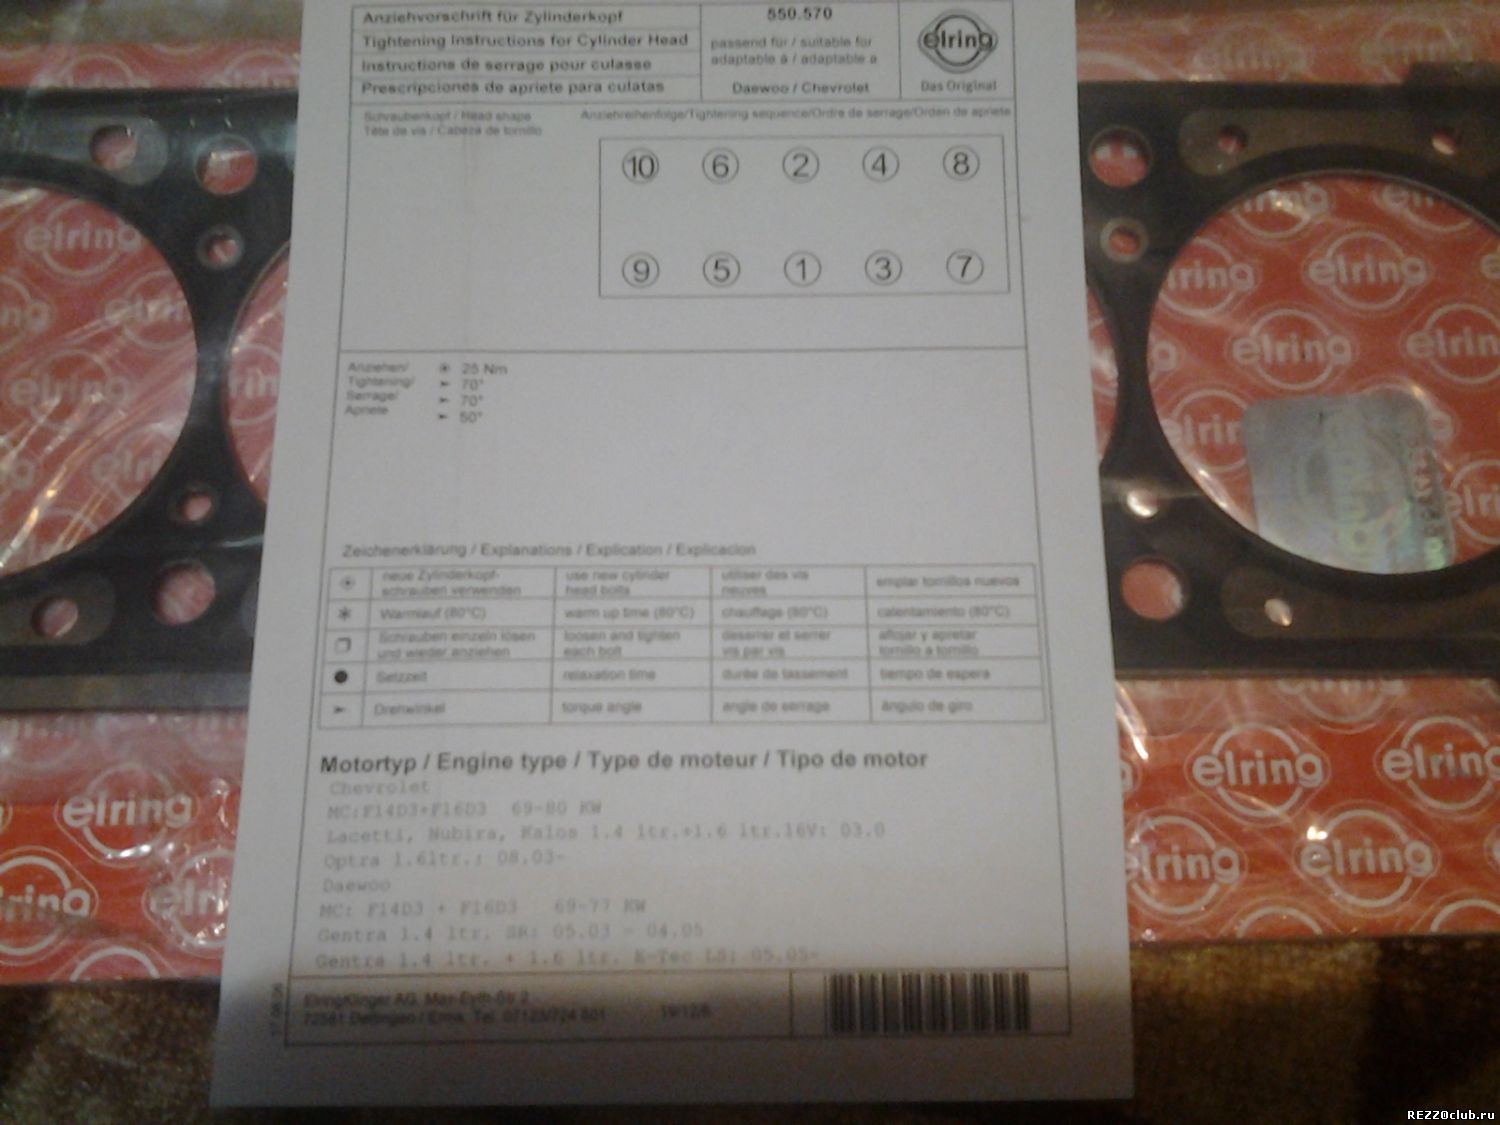 Anziehvorschrift für Zylinderkopf
Tightening Instructions for Cylinder Head
Instructions de serrage pour culasse
Prescripciones de apriete para culatas
550.570
passend für / suitable for
adaptable à / adaptable a
Daewoo / Chevrolet
elring
Das Original
Schraubenkopf / Head shape
Tête de vis / Cabeza de tornillo
Anziehreihenfolge/Tightening sequence/Ordre de serrage/Orden de apriete
10 6 2 4 8
9 5 1 3 7
Anziehen/
Tightening/
Serrage/
Apriete
25 Nm
70°
70°
50°
Zeichenerklärung / Explanations / Explication / Explicacion
neue Zylinderkopf-
schrauben verwenden
use new cylinder
head bolts
utiliser des vis
neuves
emplar tornillos nuevos
Warmlauf (80°C)
warm up time (80°C)
chauffage (80°C)
calentamiento (80°C)
Schrauben einzeln lösen
und wieder anziehen
loosen and tighten
each bolt
desserrer et serrer
vis par vis
aflojar y apretar
tornillo a tornillo
Setzzeit
relaxation time
durée de tassement
tiempo de espera
Drehwinkel
torque angle
angle de serrage
ángulo de giro
Motortyp / Engine type / Type de moteur / Tipo de motor
Chevrolet
MC:F14D3+F16D3 69-80 KW
Lacetti, Nubira, Kalos 1.4 ltr.+1.6 ltr.16V: 03.0
Optra 1.6ltr.: 08.03-
Daewoo
MC: F14D3 + F16D3 69-77 KW
Gentra 1.4 ltr. SR: 05.03 - 04.05
Gentra 1.4 ltr. + 1.6 ltr. E-Tec LS: 05.05-
ElringKlinger AG, Max-Eyth-Str.2
72581 Dettingen / Erms. Tel. 07123/724 601
elring
elring
elring
elring
elring
elring
elring
elring
elring
REZZOclub.ru